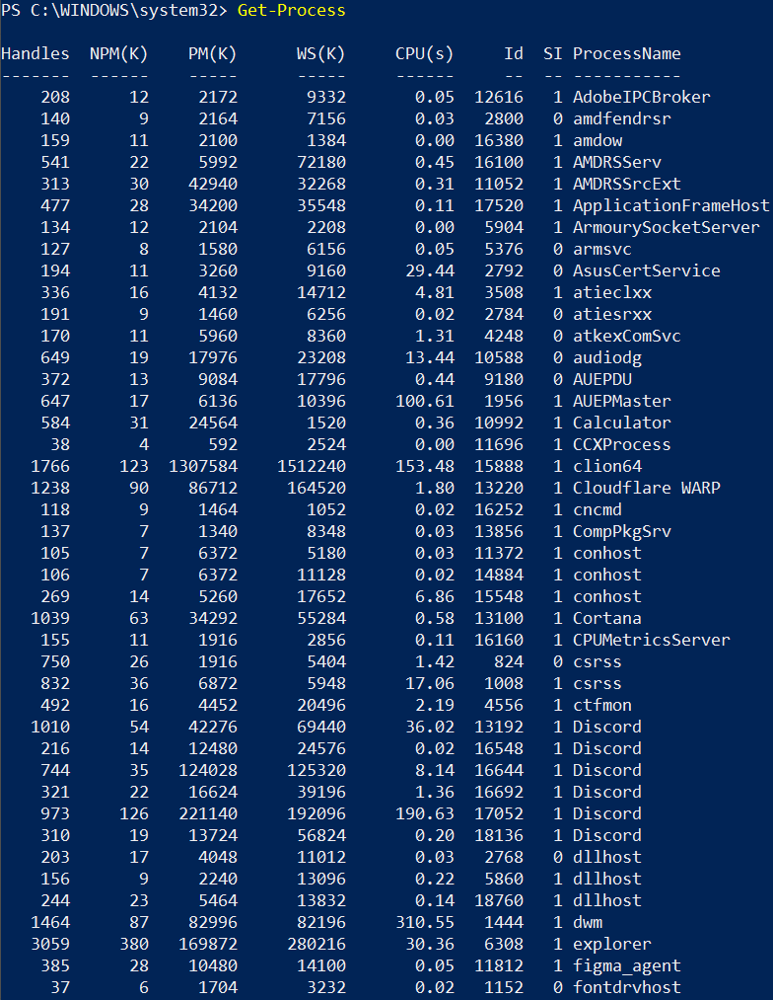 PS C:\WINDOWS\system32> Get-Process
Handles  NPM(K)    PM(K)      WS(K)     CPU(s)     Id  SI ProcessName
-------  ------    -----      -----     ------     --  -- -----------
    208      12     2172       9332       0.05  12616   1 AdobeIPCBroker
    140       9     2164       7156       0.03   2800   0 amdfendrsr
    159      11     2100       1384       0.00  16380   1 amdow
    541      22     5992      72180       0.45  16100   1 AMDRSServ
    313      30    42940      32268       0.31  11052   1 AMDRSSrcExt
    477      28    34200      35548       0.11  17520   1 ApplicationFrameHost
    134      12     2104       2208       0.00   5904   1 ArmourySocketServer
    127       8     1580       6156       0.05   5376   0 armsvc
    194      11     3260       9160      29.44   2792   0 AsusCertService
    336      16     4132      14712       4.81   3508   1 atieclxx
    191       9     1460       6256       0.02   2784   0 atiesrxx
    170      11     5960       8360       1.31   4248   0 atkexComSvc
    649      19    17976      23208      13.44  10588   0 audiodg
    372      13     9084      17796       0.44   9180   0 AUEPDU
    647      17     6136      10396     100.61   1956   1 AUEPMaster
    584      31    24564       1520       0.36  10992   1 Calculator
     38       4      592       2524       0.00  11696   1 CCXProcess
   1766     123  1307584    1512240     153.48  15888   1 clion64
   1238      90    86712     164520       1.80  13220   1 Cloudflare WARP
    118       9     1464       1052       0.02  16252   1 cncmd
    137       7     1340       8348       0.03  13856   1 CompPkgSrv
    105       7     6372       5180       0.03  11372   1 conhost
    106       7     6372      11128       0.02  14884   1 conhost
    269      14     5260      17652       6.86  15548   1 conhost
   1039      63    34292      55284       0.58  13100   1 Cortana
    155      11     1916       2856       0.11  16160   1 CPUMetricsServer
    750      26     1916       5404       1.42    824   0 csrss
    832      36     6872       5948      17.06   1008   1 csrss
    492      16     4452      20496       2.19   4556   1 ctfmon
   1010      54    42276      69440      36.02  13192   1 Discord
    216      14    12480      24576       0.02  16548   1 Discord
    744      35   124028     125320       8.14  16644   1 Discord
    321      22    16624      39196       1.36  16692   1 Discord
    973     126   221140     192096     190.63  17052   1 Discord
    310      19    13724      56824       0.20  18136   1 Discord
    203      17     4048      11012       0.03   2768   0 dllhost
    156       9     2240      13096       0.22   5860   1 dllhost
    244      23     5464      13832       0.14  18760   1 dllhost
   1464      87    82996      82196     310.55   1444   1 dwm
   3059     380   169872     280216      30.36   6308   1 explorer
    385      28    10480      14100       0.05  11812   1 figma_agent
     37       6     1704       3232       0.02   1152   0 fontdrvhost